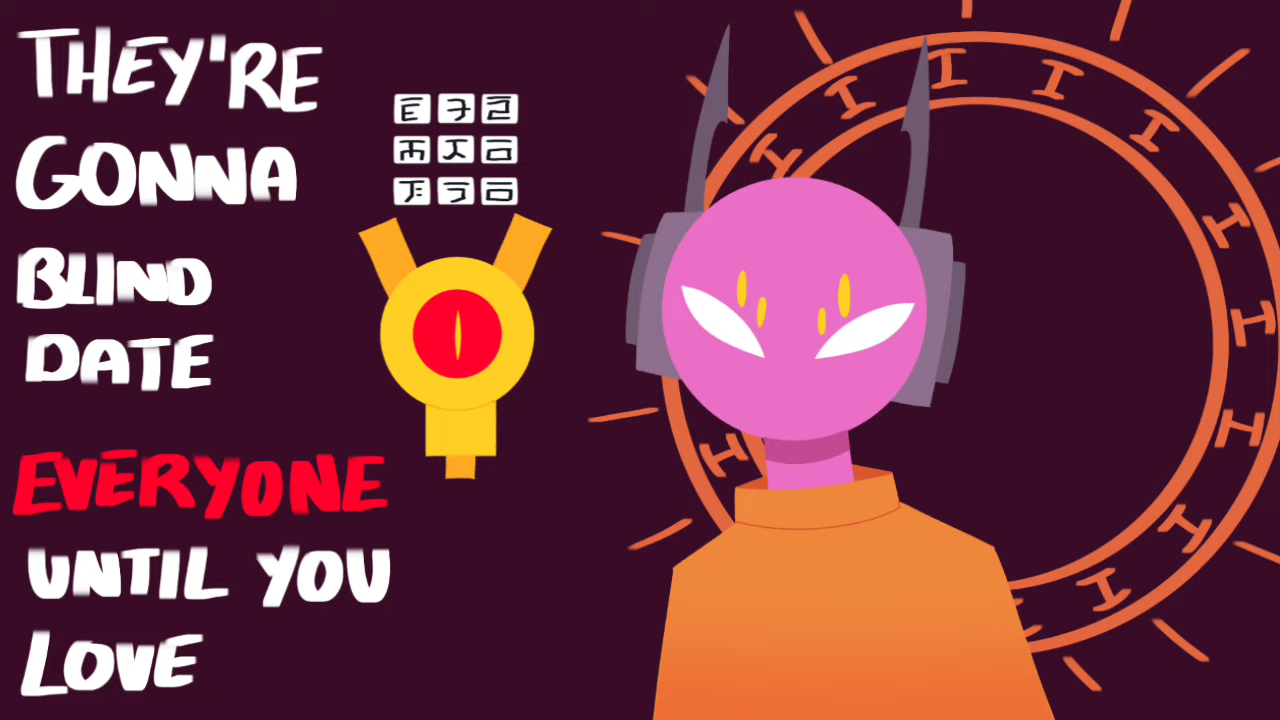 THEY'RE
GONNA
BLIND
DATE
EVERYONE
UNTIL YOU
LOVE